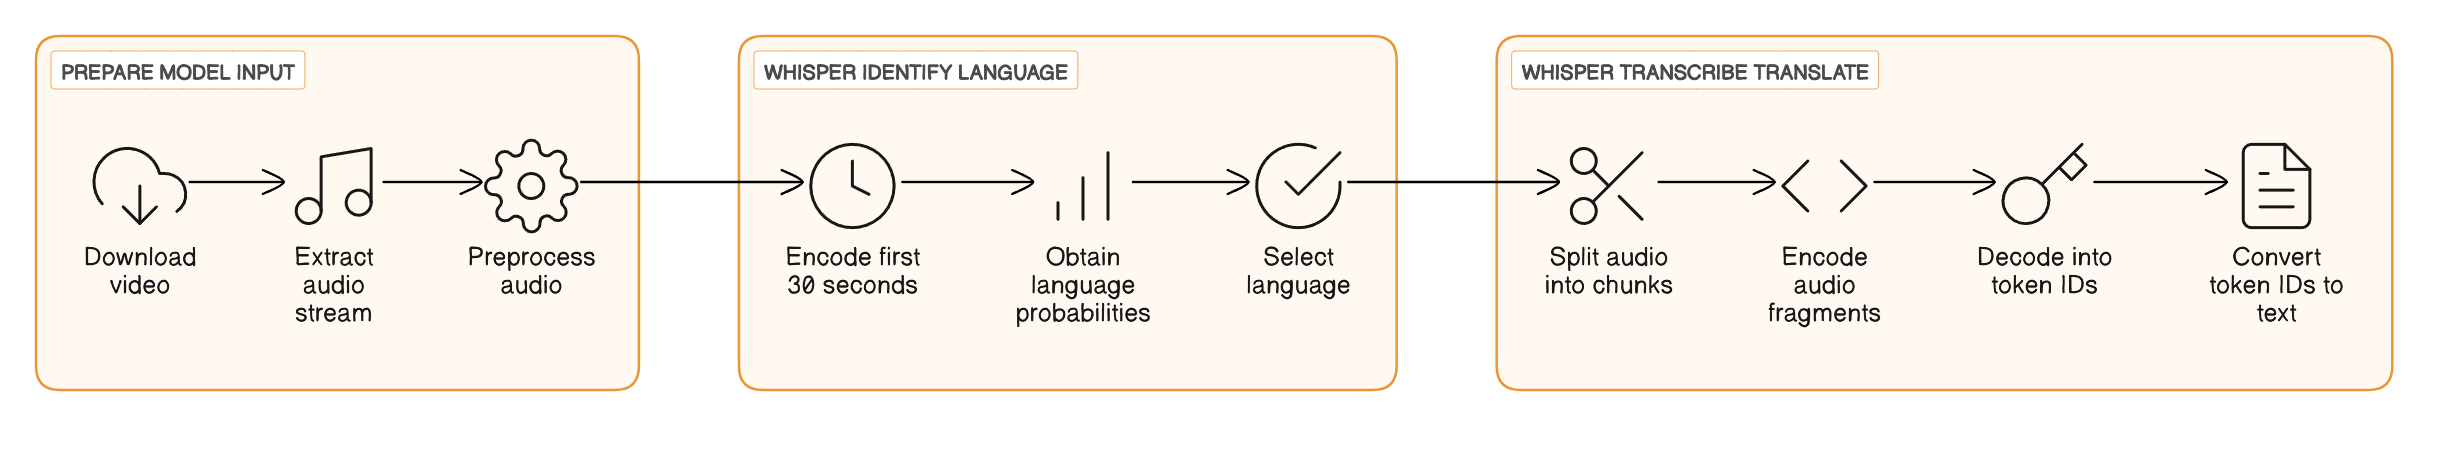 PREPARE MODEL INPUT
Download
video
Extract
audio
stream
Preprocess
audio
WHISPER IDENTIFY LANGUAGE
Encode first
30 seconds
Obtain
language
probabilities
Select
language
WHISPER TRANSCRIBE TRANSLATE
Split audio
into chunks
Encode
audio
fragments
Decode into
token IDs
Convert
token IDs to
text